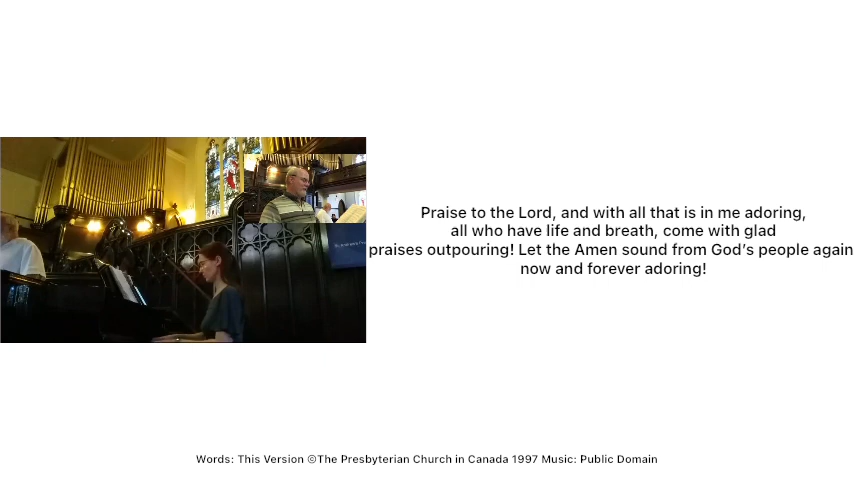 Praise to the Lord, and with all that is in me adoring,
all who have life and breath, come with glad
praises outpouring! Let the Amen sound from God's people again
now and forever adoring!
Words: This Version ©The Presbyterian Church in Canada 1997 Music: Public Domain